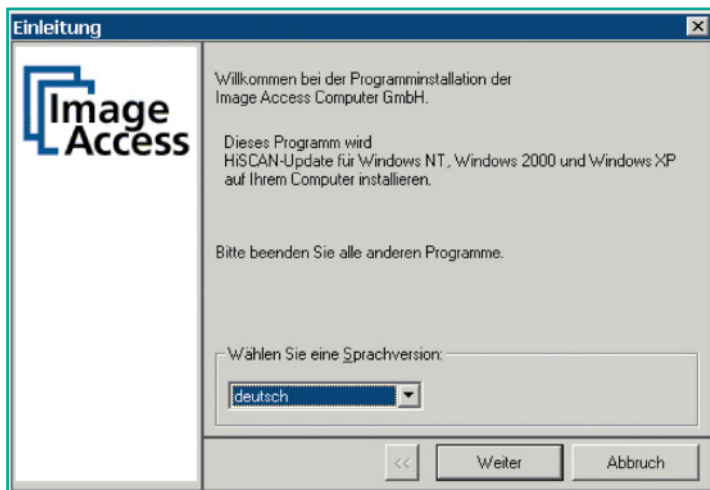 Einleitung
Image
Access
Willkommen bei der Programminstallation der
Image Access Computer GmbH.
Dieses Programm wird
HiSCAN-Update für Windows NT, Windows 2000 und Windows XP
auf Ihrem Computer installieren.
Bitte beenden Sie alle anderen Programme.
Wählen Sie eine Sprachversion:
deutsch
<< Weiter Abbruch